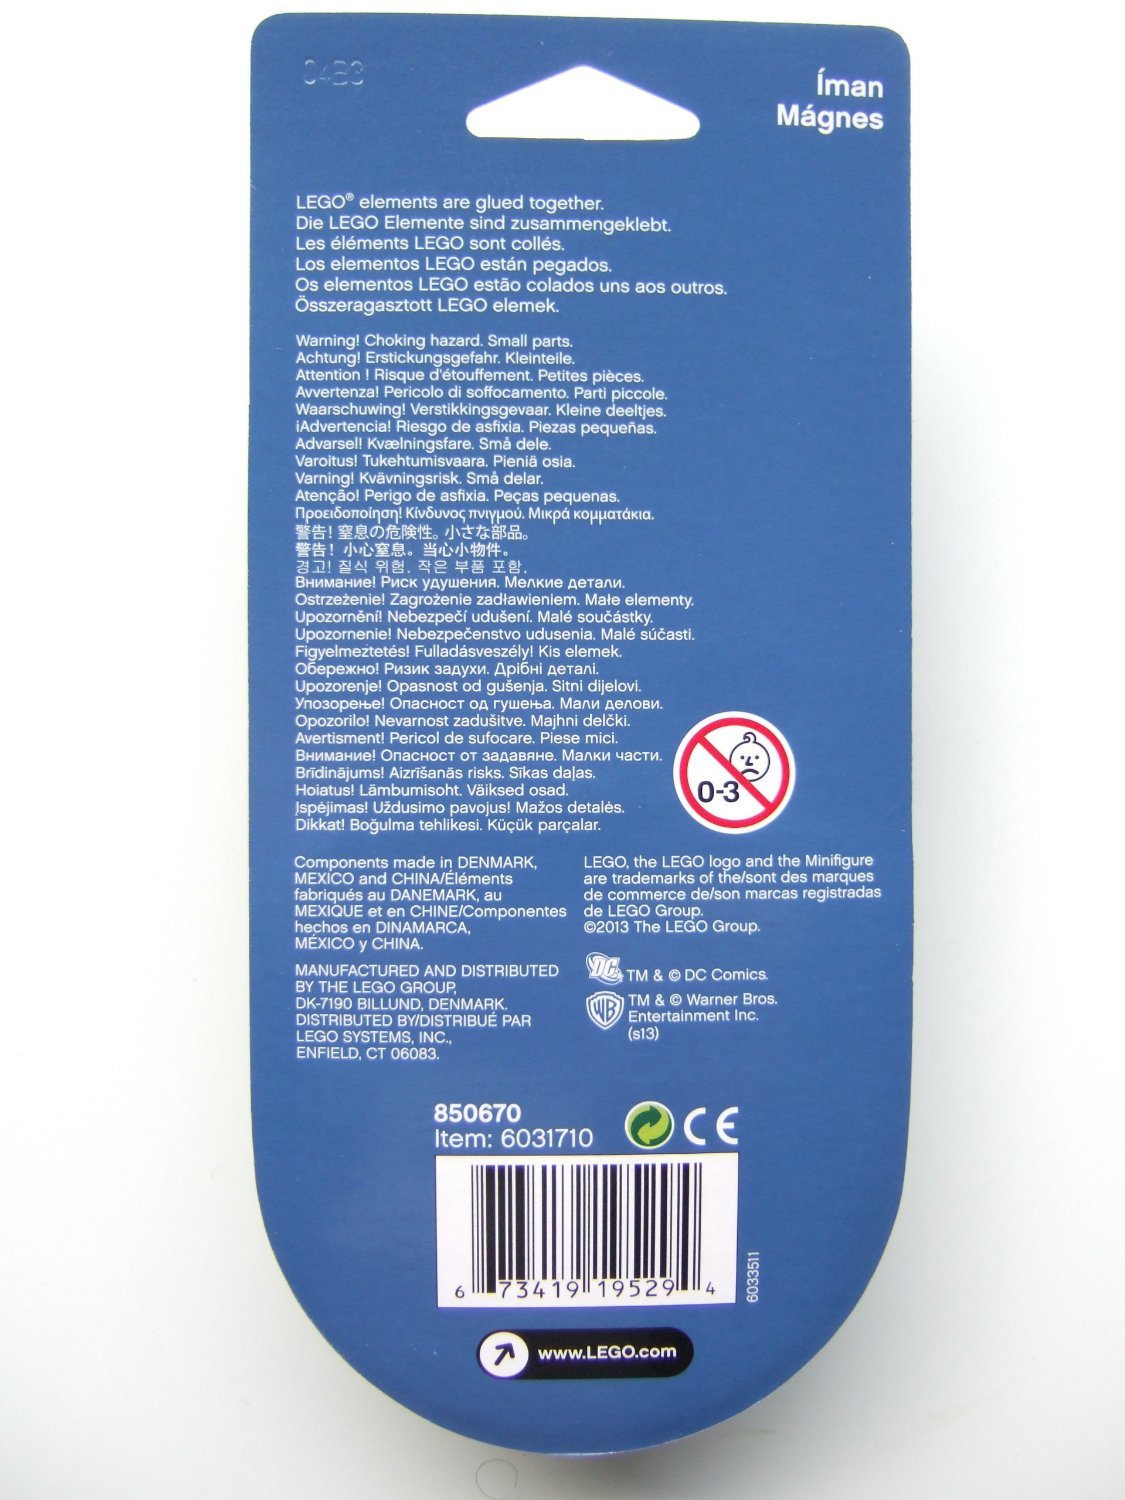 04B3
Íman
Mágnes
LEGO® elements are glued together.
Die LEGO Elemente sind zusammengeklebt.
Les éléments LEGO sont collés.
Los elementos LEGO están pegados.
Os elementos LEGO estão colados uns aos outros.
Összeragasztott LEGO elemek.
Warning! Choking hazard. Small parts.
Achtung! Erstickungsgefahr. Kleinteile.
Attention ! Risque d'étouffement. Petites pièces.
Avvertenza! Pericolo di soffocamento. Parti piccole.
Waarschuwing! Verstikkingsgevaar. Kleine deeltjes.
¡Advertencia! Riesgo de asfixia. Piezas pequeñas.
Advarsel! Kvælningsfare. Små dele.
Varoitus! Tukehtumisvaara. Pieniä osia.
Varning! Kvävningsrisk. Små delar.
Atenção! Perigo de asfixia. Peças pequenas.
Προειδοποίηση! Κίνδυνος πνιγμού. Μικρά κομματάκια.
警告! 窒息の危険性。小さな部品。
警告！小心窒息。当心小物件。
경고! 질식 위험. 작은 부품 포함.
Внимание! Риск удушения. Мелкие детали.
Ostrzeżenie! Zagrożenie zadławieniem. Małe elementy.
Upozornění! Nebezpečí udušení. Malé součástky.
Upozornenie! Nebezpečenstvo udusenia. Malé súčasti.
Figyelmeztetés! Fulladásveszély! Kis elemek.
Обережно! Ризик задухи. Дрібні деталі.
Upozorenje! Opasnost od gušenja. Sitni dijelovi.
Упозорење! Опасност од гушења. Мали делови.
Opozorilo! Nevarnost zadušitve. Majhni delčki.
Avertisment! Pericol de sufocare. Piese mici.
Внимание! Опасност от задавяне. Малки части.
Brīdinājums! Aizrīšanās risks. Sīkas daļas.
Hoiatus! Lämbumisoht. Väiksed osad.
Įspėjimas! Uždusimo pavojus! Mažos detalės.
Dikkat! Boğulma tehlikesi. Küçük parçalar.
0-3
Components made in DENMARK,
MEXICO and CHINA/Éléments
fabriqués au DANEMARK, au
MEXIQUE et en CHINE/Componentes
hechos en DINAMARCA,
MÉXICO y CHINA.
MANUFACTURED AND DISTRIBUTED
BY THE LEGO GROUP,
DK-7190 BILLUND, DENMARK.
DISTRIBUTED BY/DISTRIBUÉ PAR
LEGO SYSTEMS, INC.,
ENFIELD, CT 06083.
LEGO, the LEGO logo and the Minifigure
are trademarks of the/sont des marques
de commerce de/son marcas registradas
de LEGO Group.
©2013 The LEGO Group.
DC TM & © DC Comics.
WB TM & © Warner Bros.
Entertainment Inc.
(s13)
850670
Item: 6031710
CE
6 73419 19529 4
6033511
www.LEGO.com